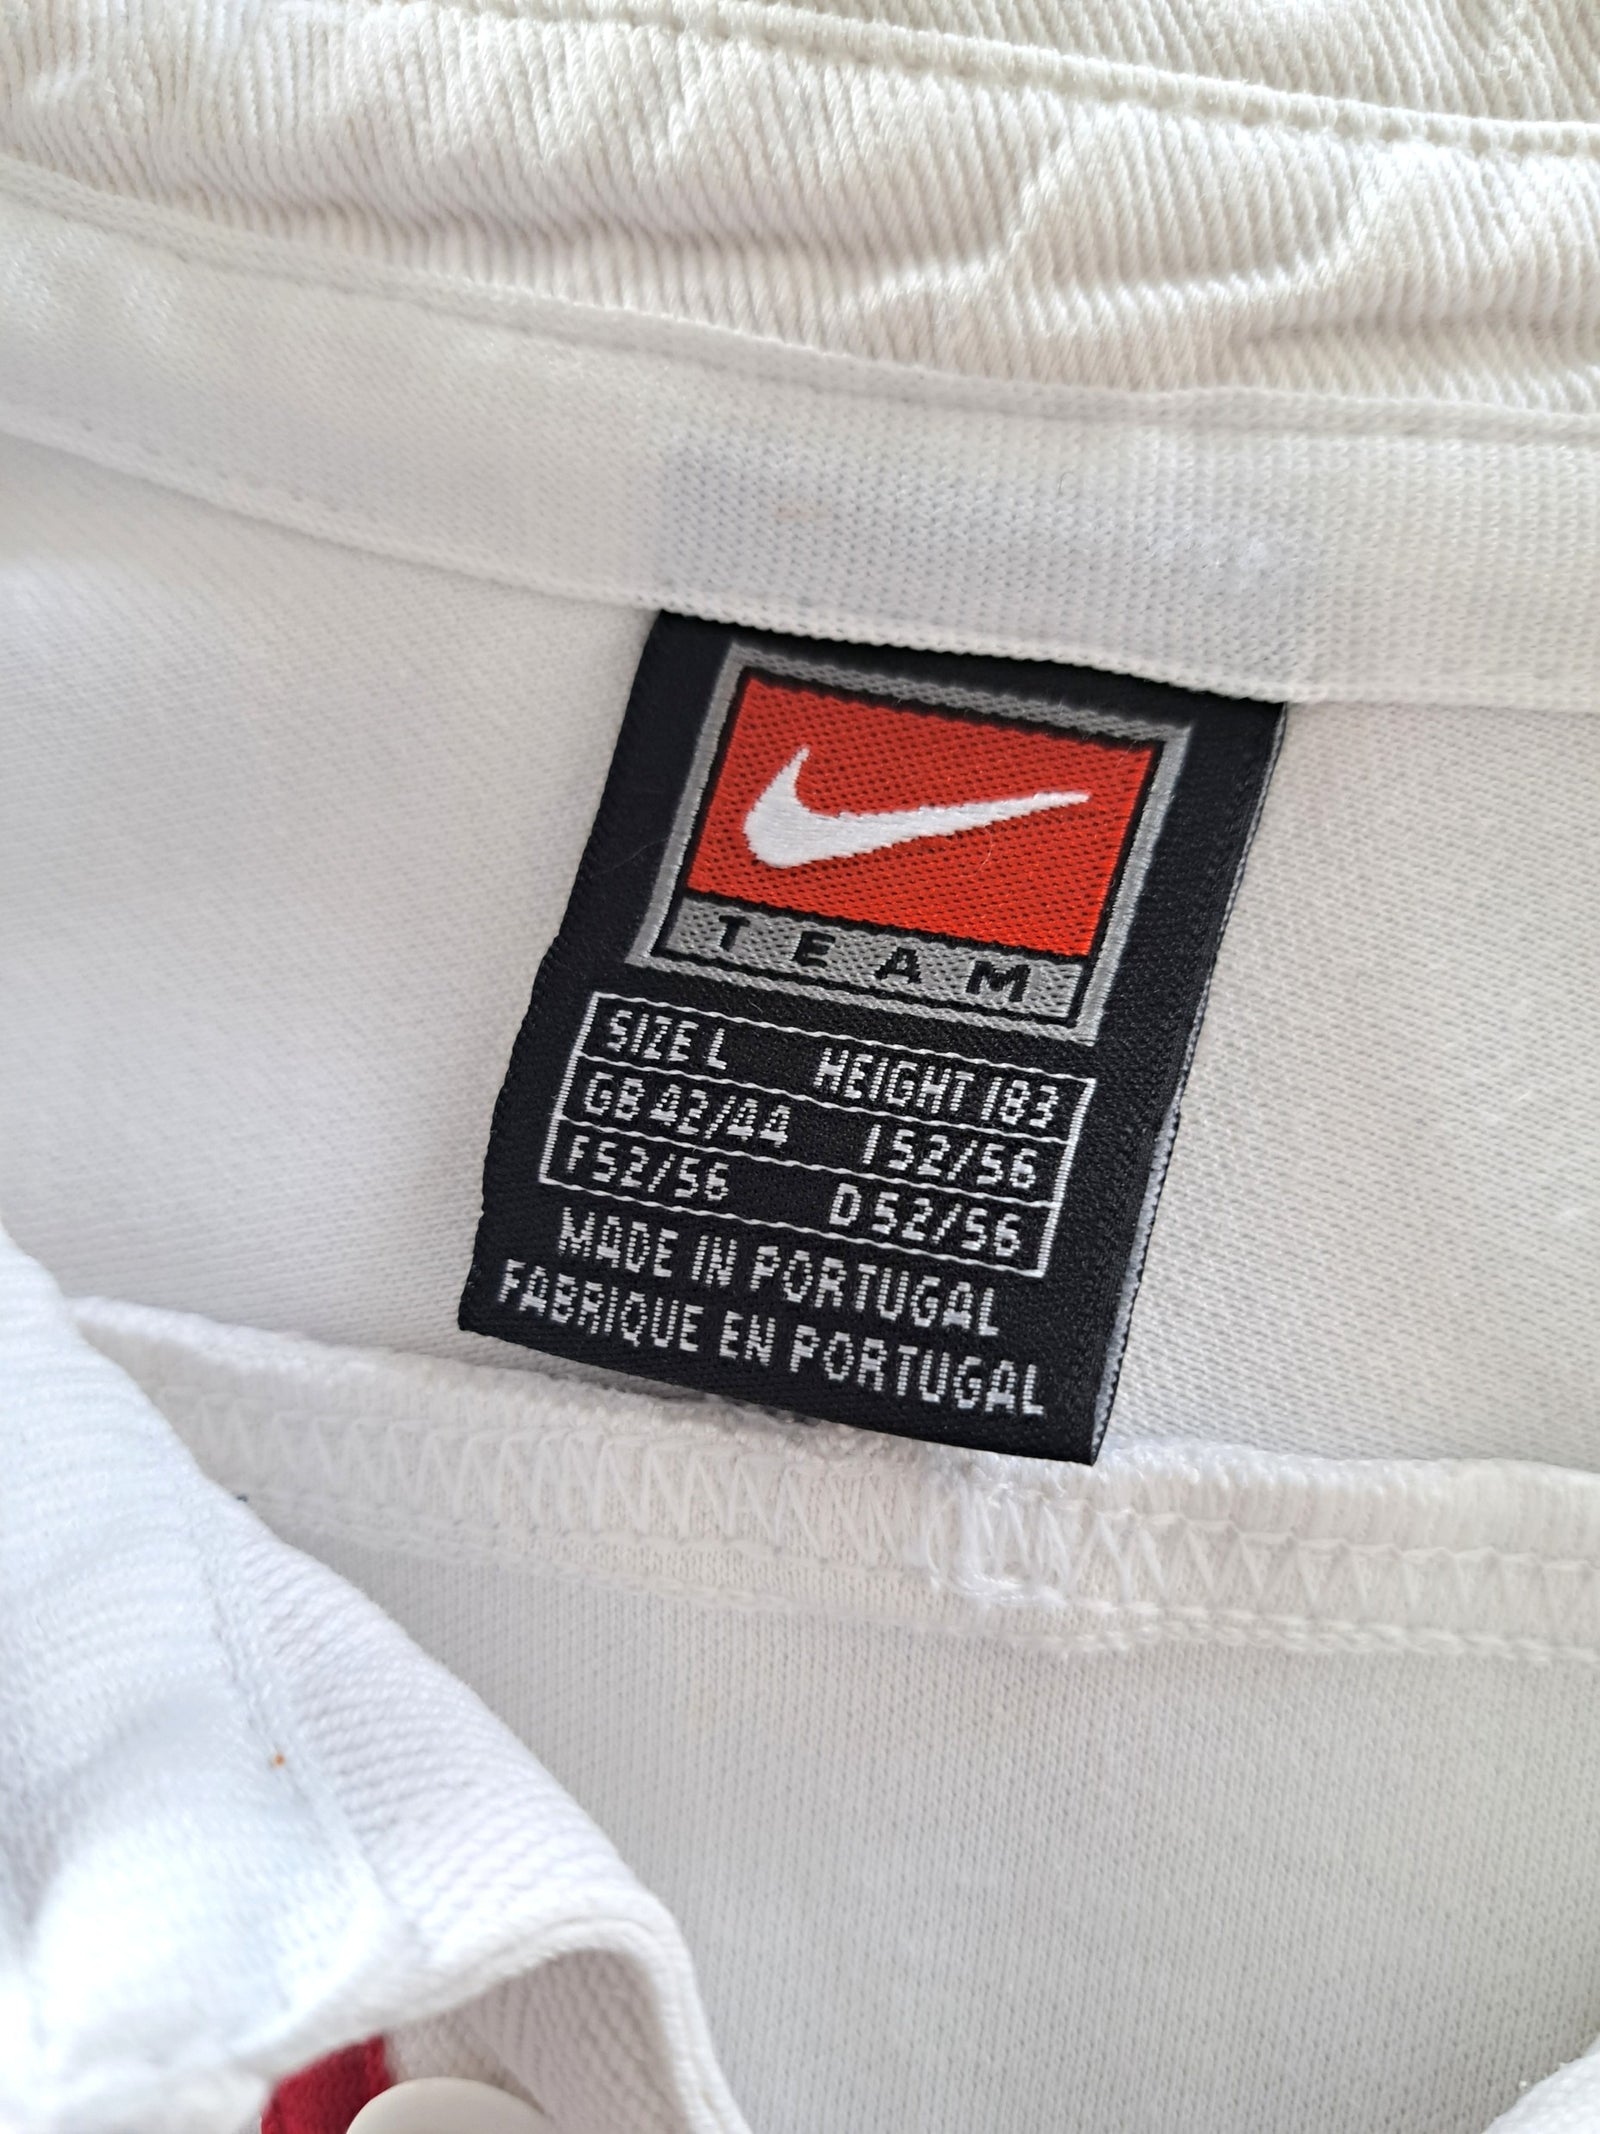 TEAM
SIZE L HEIGHT 183
GB 42/44 I 52/56
F 52/56 D 52/56
MADE IN PORTUGAL
FABRIQUE EN PORTUGAL